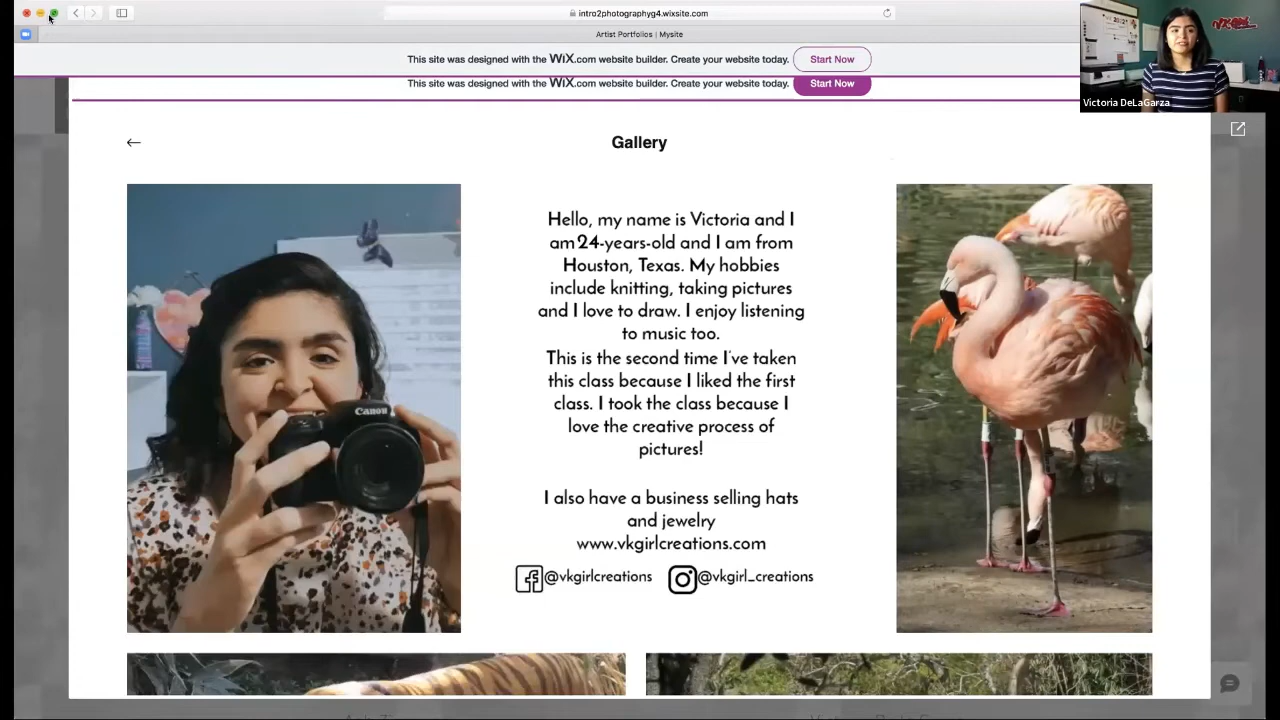 intro2photographyg4.wixsite.com
Artist Portfolios | Mysite
This site was designed with the WiX.com website builder. Create your website today. Start Now
This site was designed with the WiX.com website builder. Create your website today. Start Now
Victoria DeLaGarza
Gallery
Hello, my name is Victoria and I
am 24-years-old and I am from
Houston, Texas. My hobbies
include knitting, taking pictures
and I love to draw. I enjoy listening
to music too.
This is the second time I've taken
this class because I liked the first
class. I took the class because I
love the creative process of
pictures!
I also have a business selling hats
and jewelry
www.vkgirlcreations.com
@vkgirlcreations @vkgirl_creations
Canon